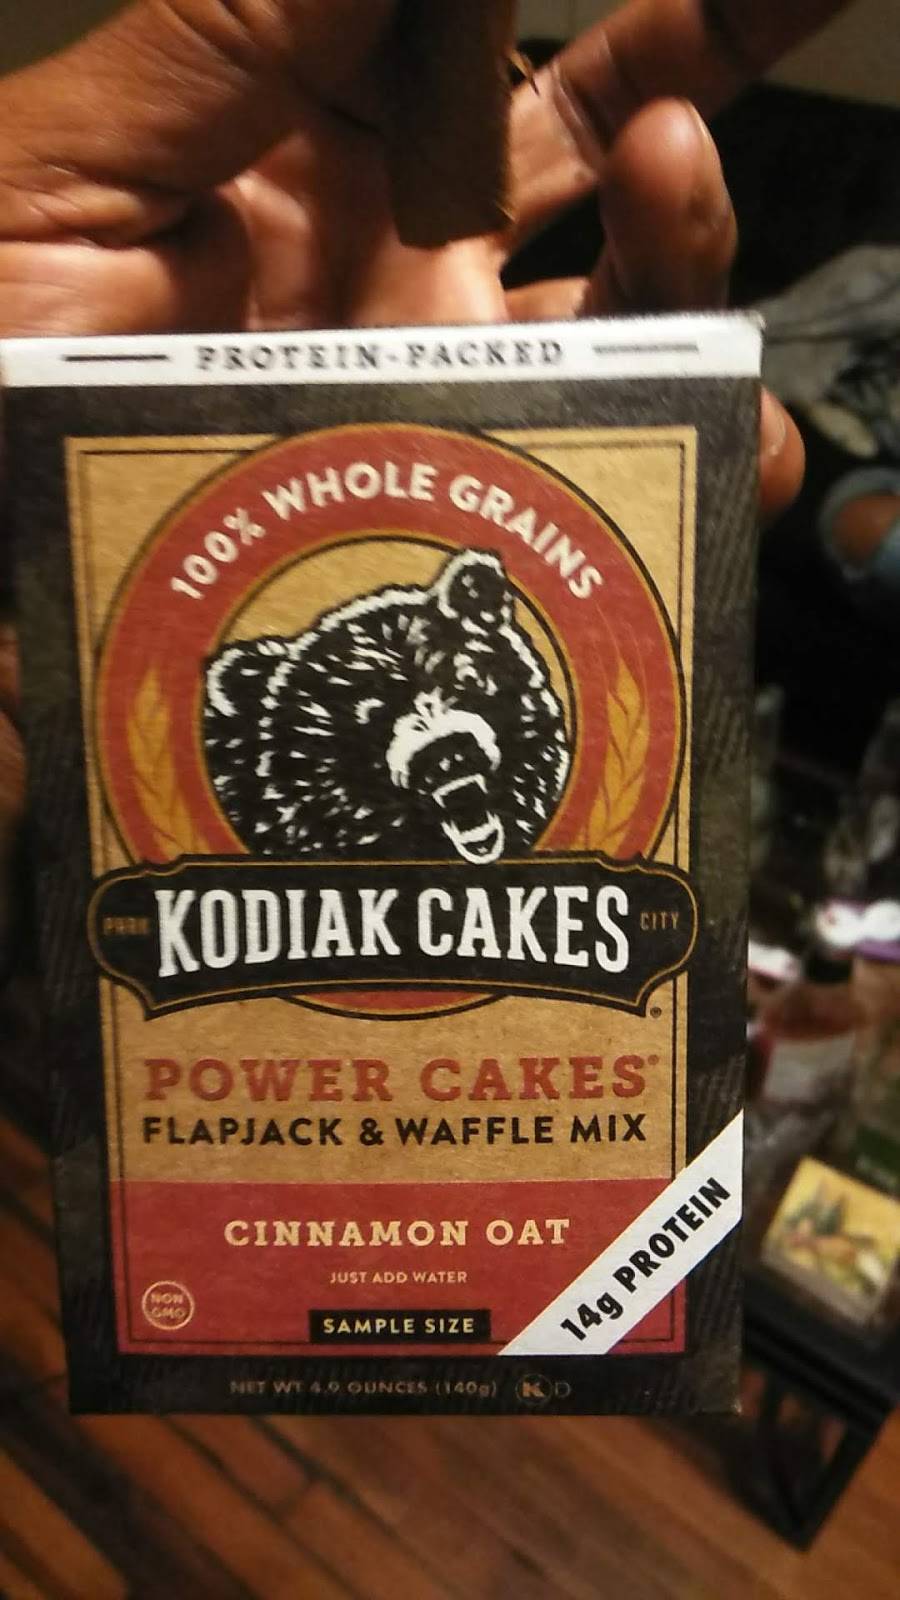 PROTEIN-PACKED
100% WHOLE GRAINS
PARK KODIAK CAKES CITY
®
POWER CAKES®
FLAPJACK & WAFFLE MIX
CINNAMON OAT
JUST ADD WATER
NON
GMO
SAMPLE SIZE
14g PROTEIN
NET WT 4.9 OUNCES (140g) K D